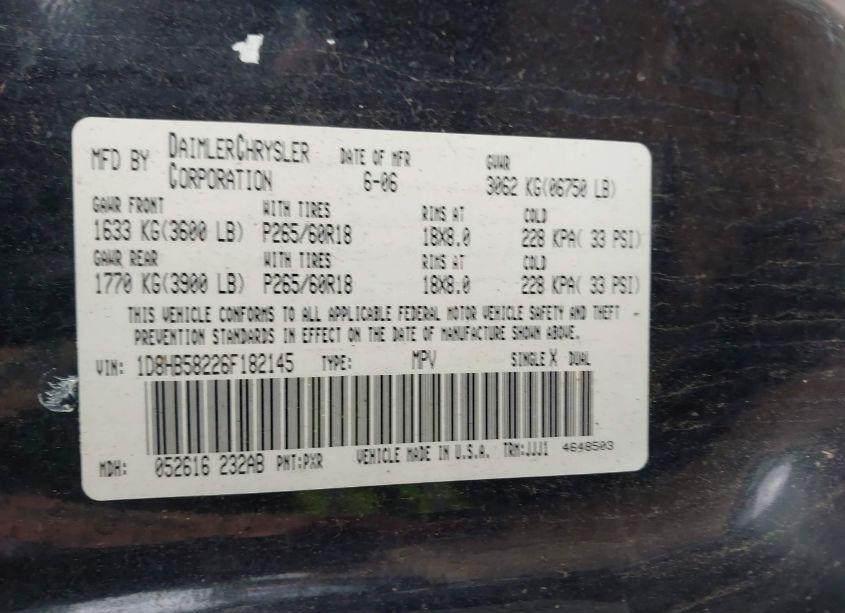 MFD BY DAIMLERCHRYSLER CORPORATION DATE OF MFR 6-06 GVWR 3062 KG(06750 LB)
GAWR FRONT WITH TIRES RIMS AT COLD
1633 KG(3600 LB) P265/60R18 18X8.0 228 KPA( 33 PSI)
GAWR REAR WITH TIRES RIMS AT COLD
1770 KG(3900 LB) P265/60R18 18X8.0 228 KPA( 33 PSI)
THIS VEHICLE CONFORMS TO ALL APPLICABLE FEDERAL MOTOR VEHICLE SAFETY AND THEFT
PREVENTION STANDARDS IN EFFECT ON THE DATE OF MANUFACTURE SHOWN ABOVE.
VIN: 1D8HB58226F182145 TYPE: MPV SINGLE X DUAL
MDH: 052616 232AB PNT:PXR VEHICLE MADE IN U.S.A. TRM:JJJ1 4648503